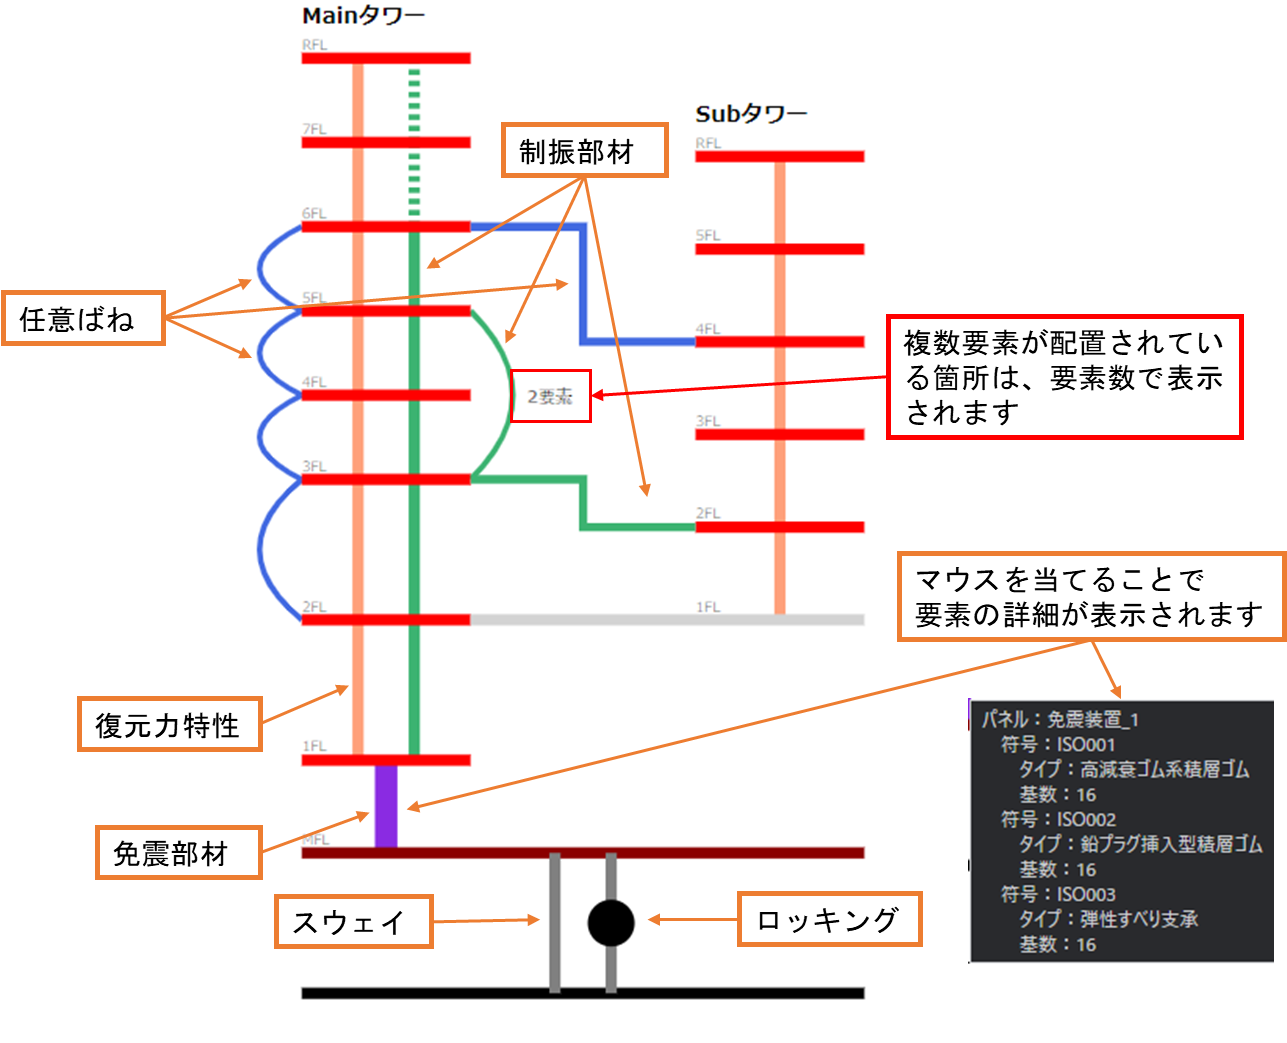 Mainタワー
RFL
7FL
6FL
5FL
4FL
3FL
2FL
1FL
MFL
Subタワー
RFL
5FL
4FL
3FL
2FL
1FL
制振部材
任意ばね
2要素
複数要素が配置されてい
る箇所は、要素数で表示
されます
マウスを当てることで
要素の詳細が表示されます
復元力特性
免震部材
スウェイ
ロッキング
パネル：免震装置_1
符号：ISO001
タイプ：高減衰ゴム系積層ゴム
基数：16
符号：ISO002
タイプ：鉛プラグ挿入型積層ゴム
基数：16
符号：ISO003
タイプ：弾性すべり支承
基数：16